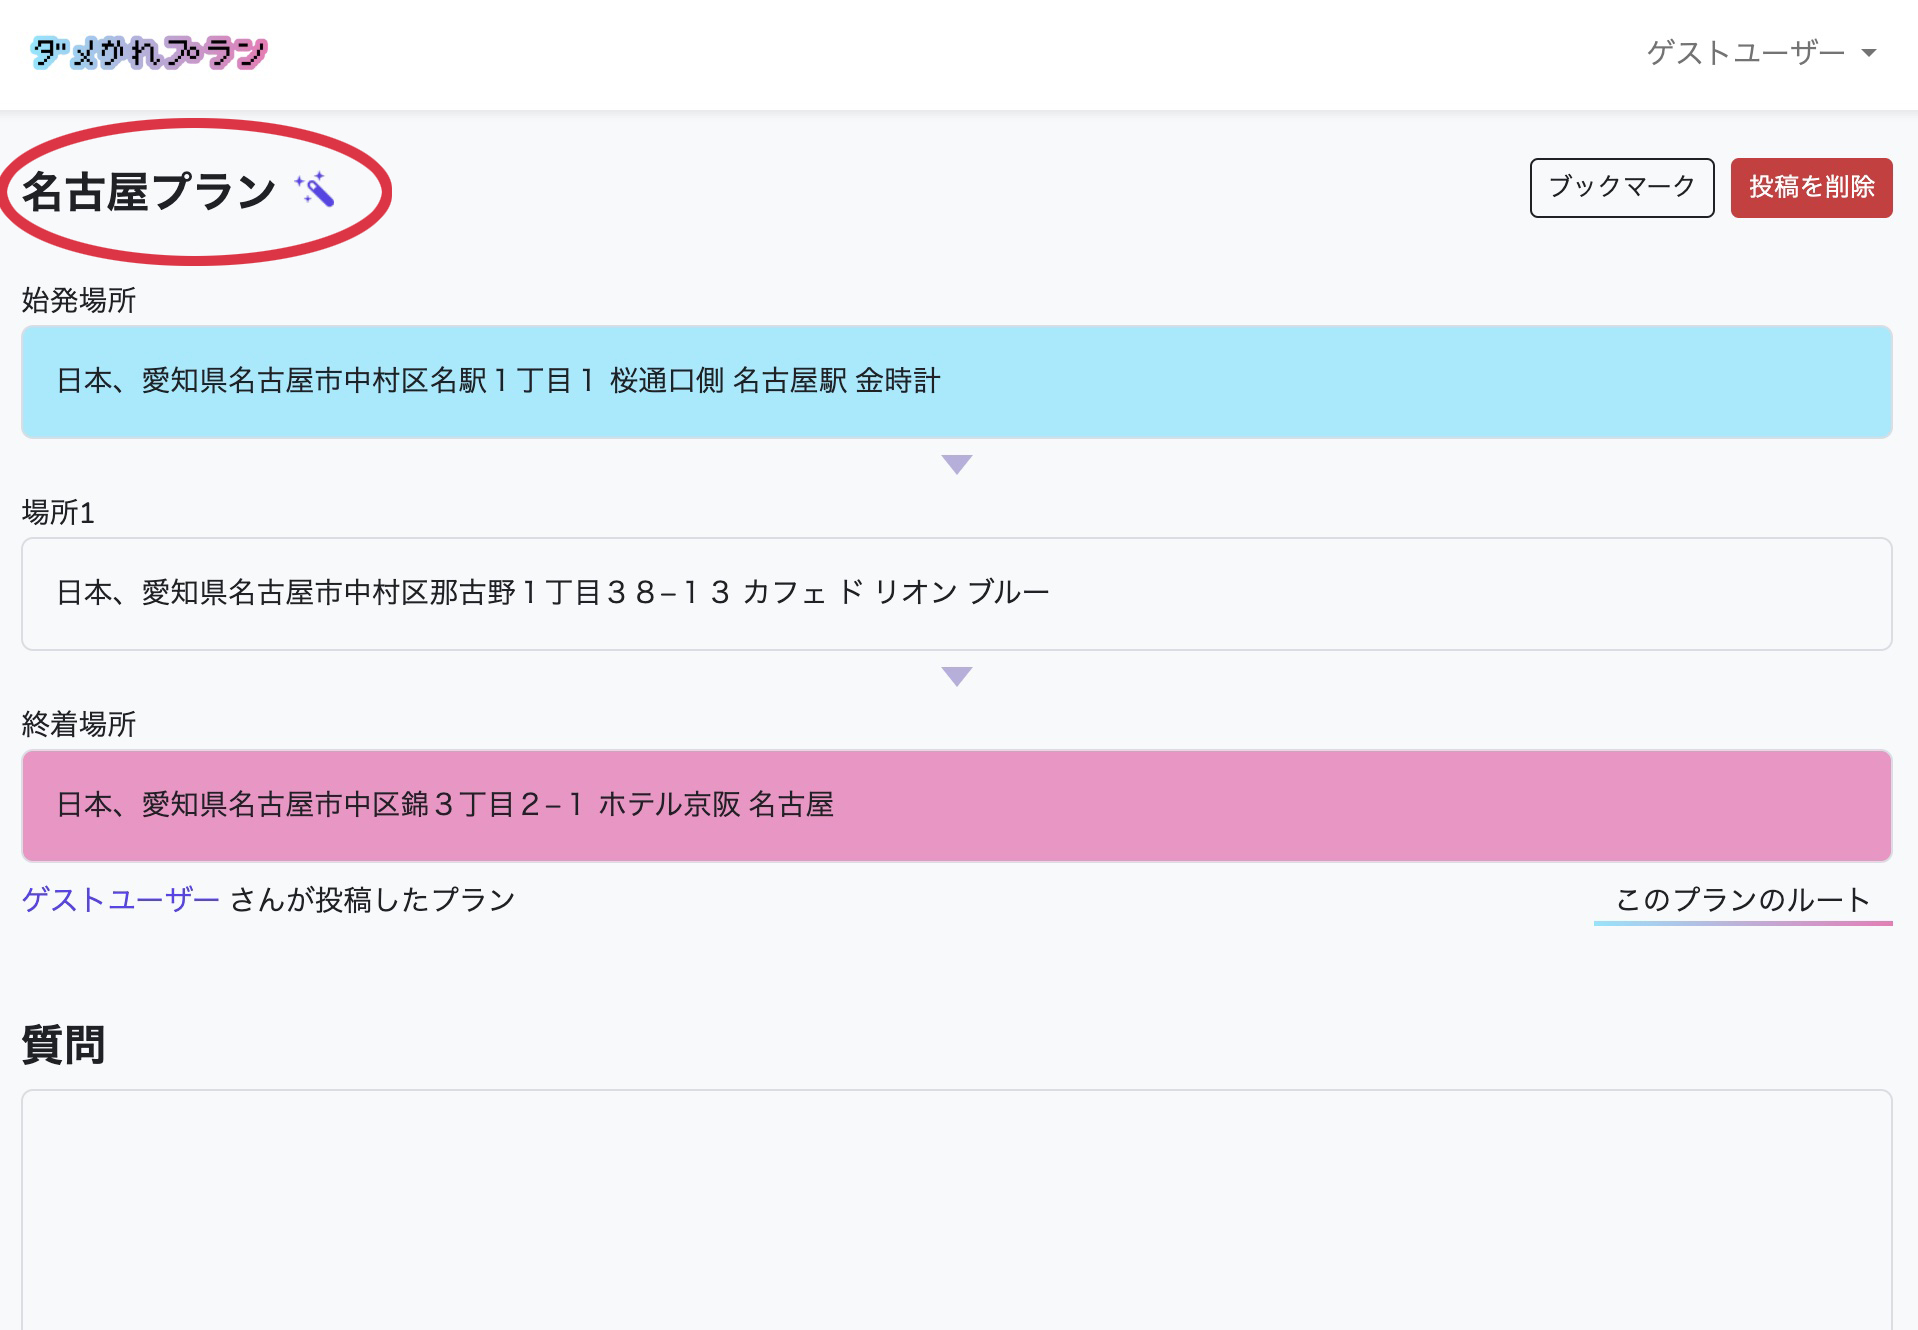 ダメかれプラン
ゲストユーザー
名古屋プラン
ブックマーク
投稿を削除
始発場所
日本、愛知県名古屋市中村区名駅１丁目１ 桜通口側 名古屋駅 金時計
場所1
日本、愛知県名古屋市中村区那古野１丁目３８−１３ カフェ ド リオン ブルー
終着場所
日本、愛知県名古屋市中区錦３丁目２−１ ホテル京阪 名古屋
ゲストユーザー さんが投稿したプラン
このプランのルート
質問